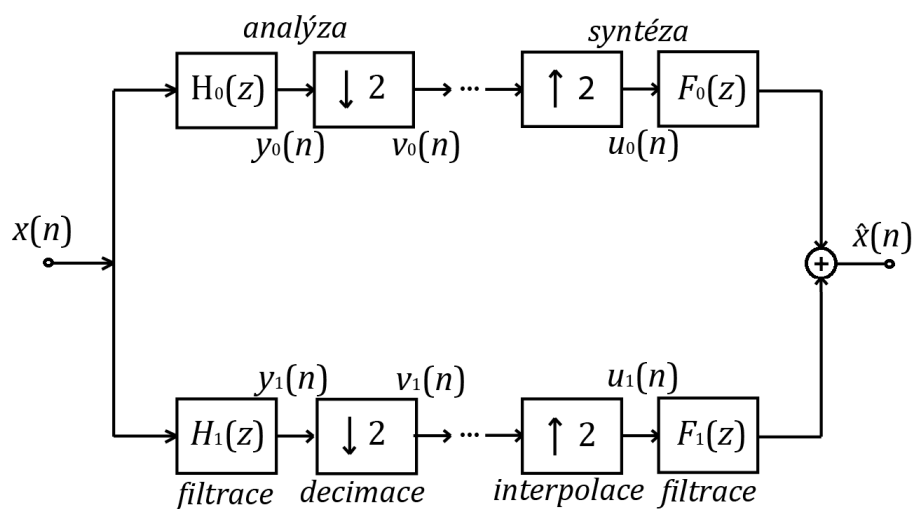 analýza syntéza
H₀(z) ↓ 2 ... ↑ 2 F₀(z)
y₀(n) v₀(n) u₀(n)
x(n) x̂(n)
+
y₁(n) v₁(n) u₁(n)
H₁(z) ↓ 2 ... ↑ 2 F₁(z)
filtrace decimace interpolace filtrace